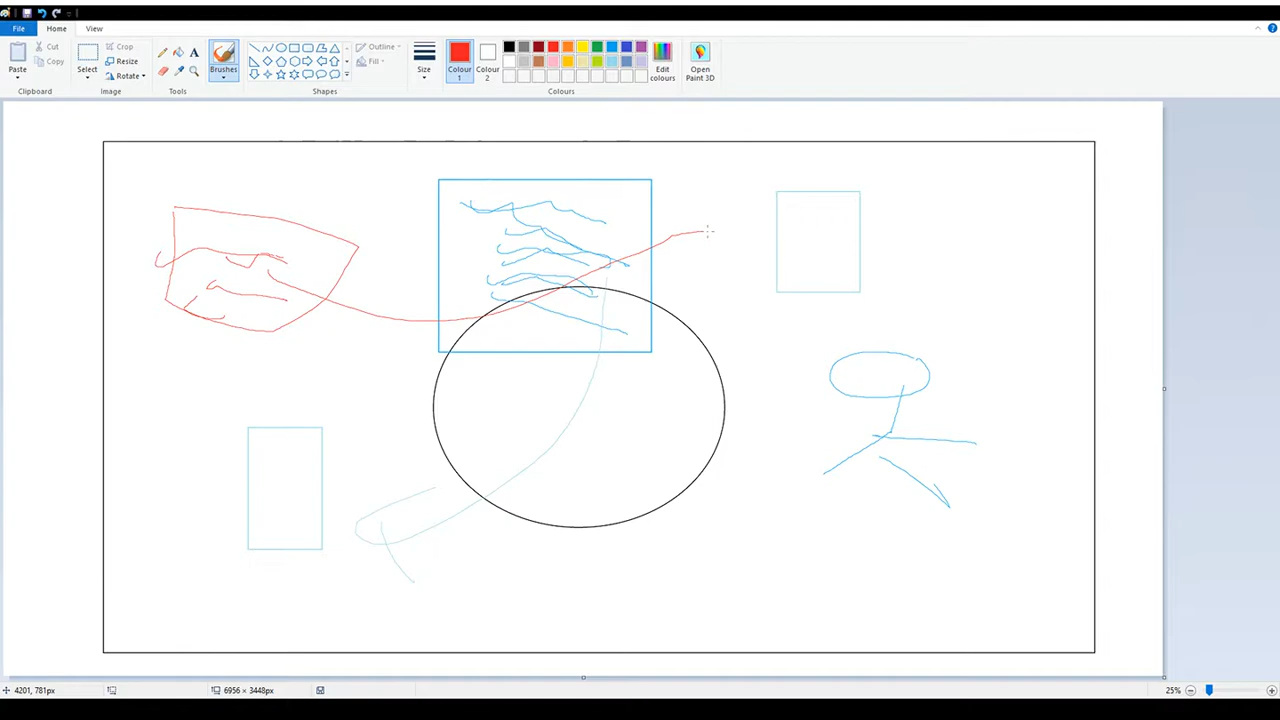 File Home View
Paste Cut Copy
Clipboard
Select Crop Resize Rotate
Image
A
Tools
Brushes
Outline Fill
Shapes
Size
Colour 1 Colour 2
Edit colours
Colours
Open Paint 3D
4201, 781px 6956 × 3448px 25%